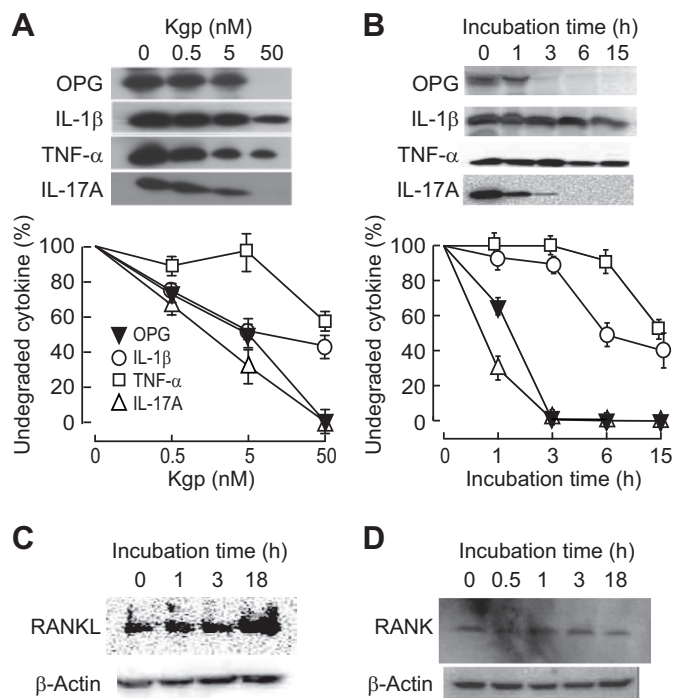 A
Kgp (nM)
0 0.5 5 50
OPG
IL-1β
TNF-α
IL-17A
Undegraded cytokine (%)
100
80
60
40
20
0
OPG
IL-1β
TNF-α
IL-17A
0 0.5 5 50
Kgp (nM)
B
Incubation time (h)
0 1 3 6 15
OPG
IL-1β
TNF-α
IL-17A
Undegraded cytokine (%)
100
80
60
40
20
0
0 1 3 6 15
Incubation time (h)
C
Incubation time (h)
0 1 3 18
RANKL
β-Actin
D
Incubation time (h)
0 0.5 1 3 18
RANK
β-Actin